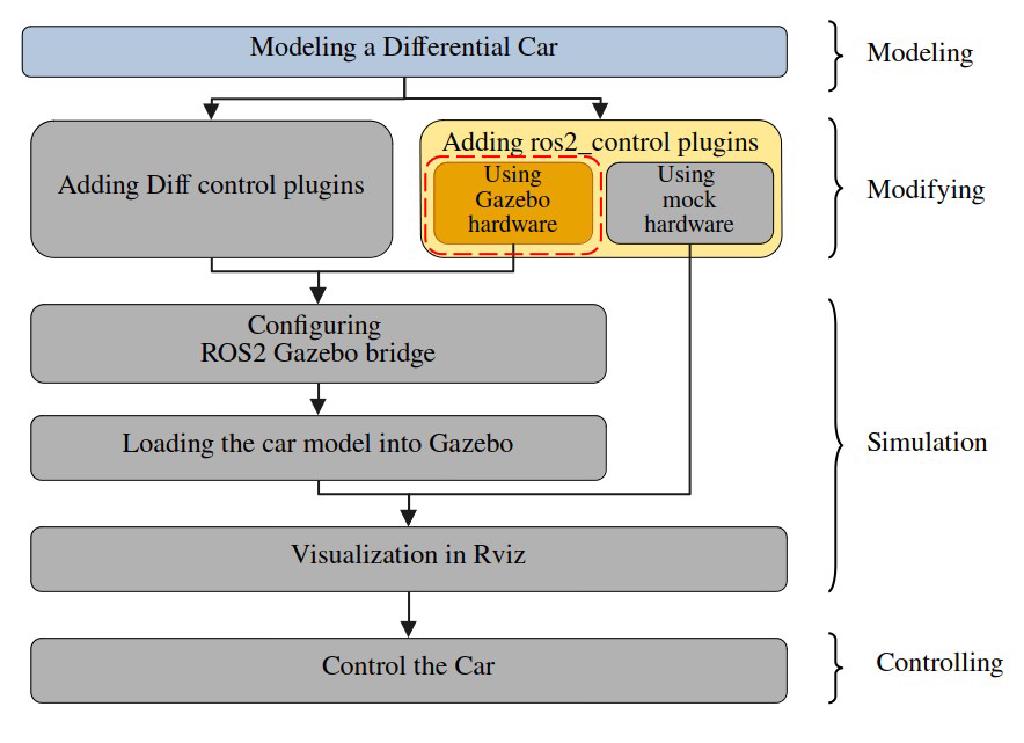 Modeling a Differential Car
Modeling
Adding Diff control plugins
Adding ros2_control plugins
Using
Gazebo
hardware
Using
mock
hardware
Modifying
Configuring
ROS2 Gazebo bridge
Loading the car model into Gazebo
Simulation
Visualization in Rviz
Control the Car
Controlling